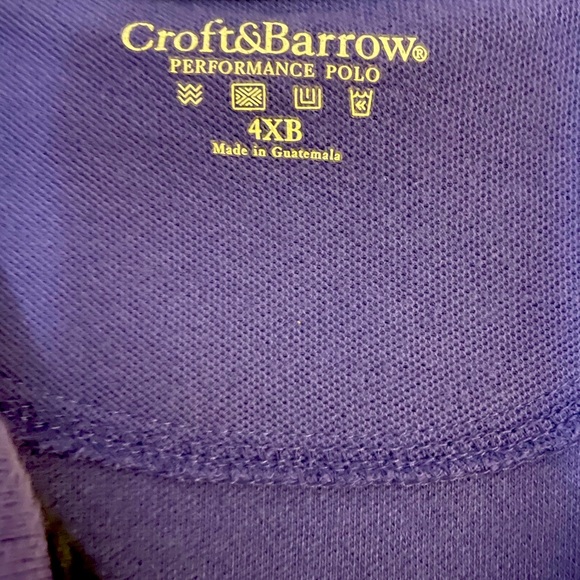 Croft&Barrow®
PERFORMANCE POLO
4XB
Made in Guatemala